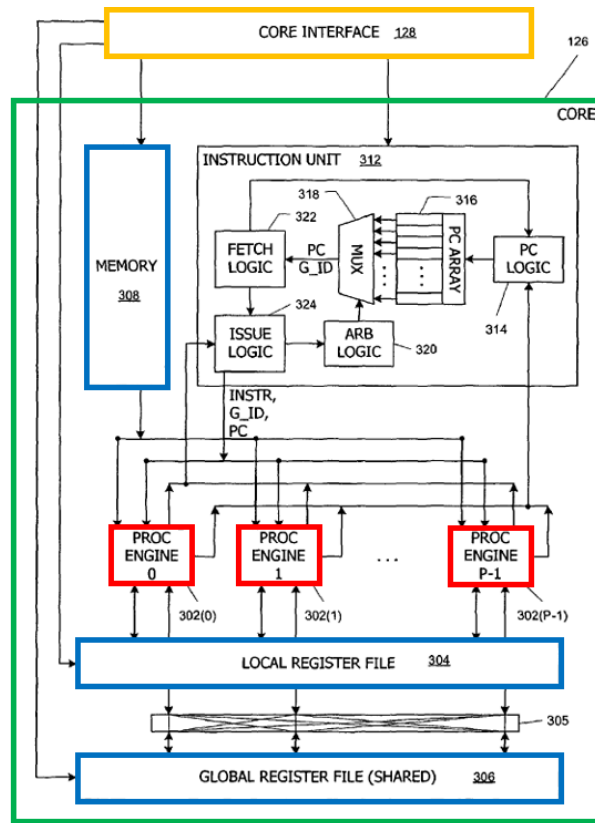 CORE INTERFACE 128
126
CORE
INSTRUCTION UNIT 312
318
316
322
FETCH
LOGIC
PC
G_ID
MUX
PC ARRAY
PC
LOGIC
314
MEMORY
308
324
ISSUE
LOGIC
ARB
LOGIC
320
INSTR,
G_ID,
PC
PROC
ENGINE
0
PROC
ENGINE
1
. . .
PROC
ENGINE
P-1
302(0)
302(1)
302(P-1)
LOCAL REGISTER FILE 304
305
GLOBAL REGISTER FILE (SHARED) 306